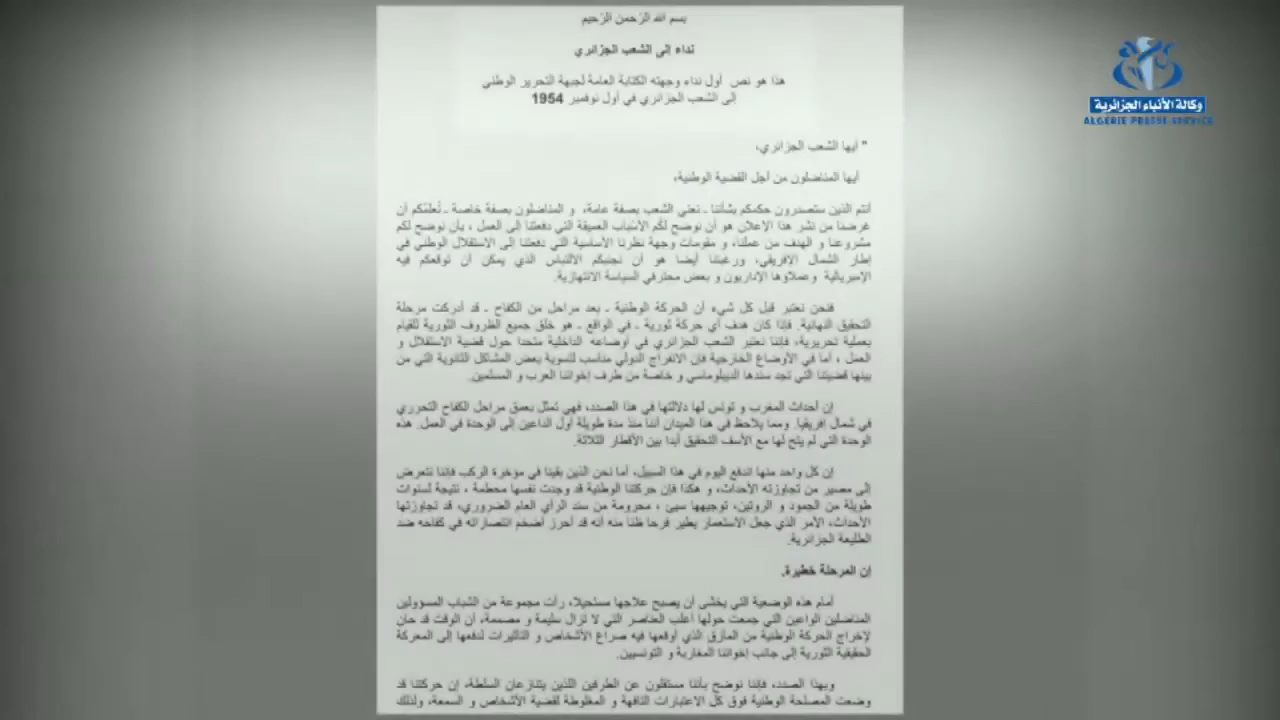 بسم الله الرحمن الرحيم
نداء إلى الشعب الجزائري
هذا هو نص أول نداء وجهته الكتابة العامة لجبهة التحرير الوطني
إلى الشعب الجزائري في أول نوفمبر 1954
" أيها الشعب الجزائري،
أيها المناضلون من أجل القضية الوطنية،
أنتم الذين ستصدرون حكمكم بشأننا ـ نعني الشعب بصفة عامة، و المناضلون بصفة خاصة ـ نُعلمُكم أن
غرضنا من نشر هذا الإعلان هو أن نوضح لكُم الأسْباب العَميقة التي دفعتنا إلى العمل ، بأن نوضح لكم
مشروعنا و الهدف من عملنا، و مقومات وجهة نظرنا الأساسية التي دفعتنا إلى الاستقلال الوطني في
إطار الشمال الإفريقي، ورغبتنا أيضا هو أن نجنبكم الالتباس الذي يمكن أن توقعكم فيه
الإمبريالية وعملاؤها الإداريون و بعض محترفي السياسة الانتهازية.
فنحن نعتبر قبل كل شيء أن الحركة الوطنية ـ بعد مراحل من الكفاح ـ قد أدركت مرحلة
التحقيق النهائية. فإذا كان هدف أي حركة ثورية ـ في الواقع ـ هو خلق جميع الظروف الثورية للقيام
بعملية تحريرية، فإننا نعتبر الشعب الجزائري في أوضاعه الداخلية متحدا حول قضية الاستقلال و
العمل ، أما في الأوضاع الخارجية فإن الانفراج الدولي مناسب لتسوية بعض المشاكل الثانوية التي من
بينها قضيتنا التي تجد سندها الديبلوماسي و خاصة من طرف إخواننا العرب و المسلمين.
إن أحداث المغرب و تونس لها دلالتها في هذا الصدد، فهي تمثل بعمق مراحل الكفاح التحرري
في شمال إفريقيا. ومما يلاحظ في هذا الميدان أننا منذ مدة طويلة أول الداعين إلى الوحدة في العمل. هذه
الوحدة التي لم يتح لها مع الأسف التحقيق أبدا بين الأقطار الثلاثة.
إن كل واحد منها اندفع اليوم في هذا السبيل، أما نحن الذين بقينا في مؤخرة الركب فإننا نتعرض
إلى مصير من تجاوزته الأحداث، و هكذا فإن حركتنا الوطنية قد وجدت نفسها محطمة ، نتيجة لسنوات
طويلة من الجمود و الروتين، توجيهها سيئ ، محرومة من سند الرأي العام الضروري، قد تجاوزتها
الأحداث، الأمر الذي جعل الاستعمار يطير فرحا ظنا منه أنه قد أحرز أضخم انتصاراته في كفاحه ضد
الطليعة الجزائرية.
إن المرحلة خطيرة.
أمام هذه الوضعية التي يخشى أن يصبح علاجها مستحيلا، رأت مجموعة من الشباب المسؤولين
المناضلين الواعين التي جمعت حولها أغلب العناصر التي لا تزال سليمة و مصممة، أن الوقت قد حان
لإخراج الحركة الوطنية من المأزق الذي أوقعها فيه صراع الأشخاص و التأثيرات لدفعها إلى المعركة
الحقيقية الثورية إلى جانب إخواننا المغاربة و التونسيين.
وبهذا الصدد، فإننا نوضح بأننا مستقلون عن الطرفين اللذين يتنازعان السلطة، إن حركتنا قد
وضعت المصلحة الوطنية فوق كل الاعتبارات التافهة و المغلوطة لقضية الأشخاص و السمعة، ولذلك
وكالة الأنباء الجزائرية
ALGERIE PRESSE SERVICE